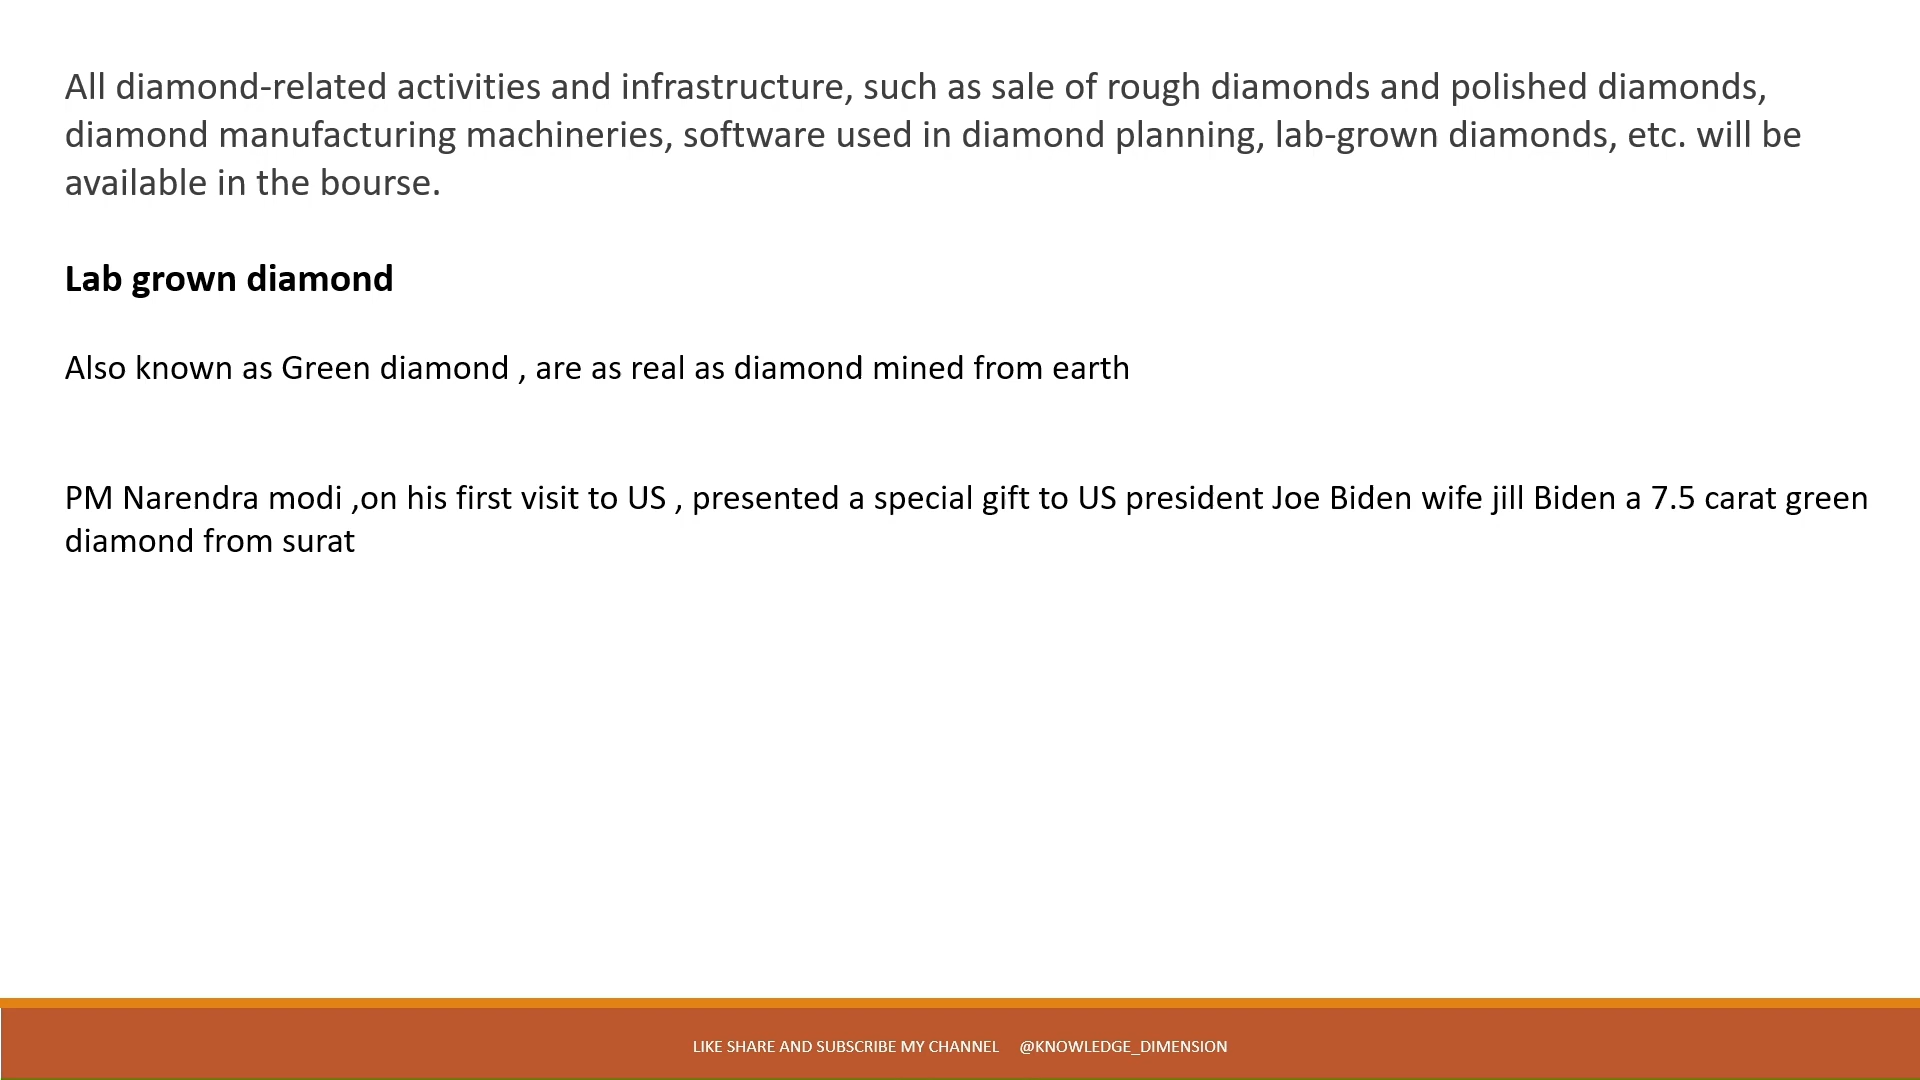 All diamond-related activities and infrastructure, such as sale of rough diamonds and polished diamonds,
diamond manufacturing machineries, software used in diamond planning, lab-grown diamonds, etc. will be
available in the bourse.
Lab grown diamond
Also known as Green diamond , are as real as diamond mined from earth
PM Narendra modi ,on his first visit to US , presented a special gift to US president Joe Biden wife jill Biden a 7.5 carat green
diamond from surat
LIKE SHARE AND SUBSCRIBE MY CHANNEL @KNOWLEDGE_DIMENSION